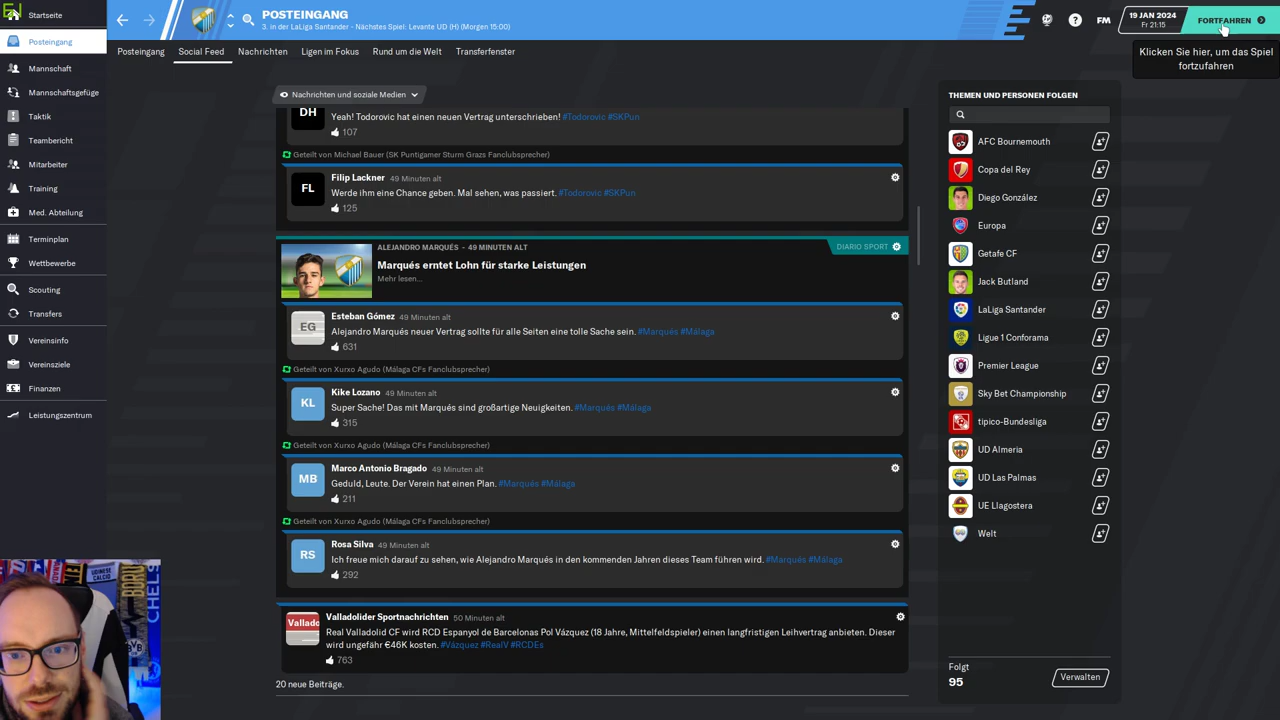 Startseite
POSTEINGANG
3. in der LaLiga Santander - Nächstes Spiel: Levante UD (H) (Morgen 15:00)
FM
19 JAN 2024
Fr 21:15
FORTFAHREN
Klicken Sie hier, um das Spiel
fortzufahren
Posteingang
Mannschaft
Mannschaftsgefüge
Taktik
Teambericht
Mitarbeiter
Training
Med. Abteilung
Terminplan
Wettbewerbe
Scouting
Transfers
Vereinsinfo
Vereinsziele
Finanzen
Leistungszentrum
Posteingang
Social Feed
Nachrichten
Ligen im Fokus
Rund um die Welt
Transferfenster
Nachrichten und soziale Medien
DH
Yeah! Todorovic hat einen neuen Vertrag unterschrieben! #Todorovic #SKPun
107
Geteilt von Michael Bauer (SK Puntigamer Sturm Grazs Fanclubsprecher)
FL
Filip Lackner 49 Minuten alt
Werde ihm eine Chance geben. Mal sehen, was passiert. #Todorovic #SKPun
125
ALEJANDRO MARQUÉS - 49 MINUTEN ALT
DIARIO SPORT
Marqués erntet Lohn für starke Leistungen
Mehr lesen...
EG
Esteban Gómez 49 Minuten alt
Alejandro Marqués neuer Vertrag sollte für alle Seiten eine tolle Sache sein. #Marqués #Málaga
631
Geteilt von Xurxo Agudo (Málaga CFs Fanclubsprecher)
KL
Kike Lozano 49 Minuten alt
Super Sache! Das mit Marqués sind großartige Neuigkeiten. #Marqués #Málaga
315
Geteilt von Xurxo Agudo (Málaga CFs Fanclubsprecher)
MB
Marco Antonio Bragado 49 Minuten alt
Geduld, Leute. Der Verein hat einen Plan. #Marqués #Málaga
211
Geteilt von Xurxo Agudo (Málaga CFs Fanclubsprecher)
RS
Rosa Silva 49 Minuten alt
Ich freue mich darauf zu sehen, wie Alejandro Marqués in den kommenden Jahren dieses Team führen wird. #Marqués #Málaga
292
Vallado
Valladolider Sportnachrichten 50 Minuten alt
Real Valladolid CF wird RCD Espanyol de Barcelonas Pol Vázquez (18 Jahre, Mittelfeldspieler) einen langfristigen Leihvertrag anbieten. Dieser
wird ungefähr €46K kosten. #Vázquez #RealV #RCDEs
763
20 neue Beiträge.
THEMEN UND PERSONEN FOLGEN
AFC Bournemouth
Copa del Rey
Diego González
Europa
Getafe CF
Jack Butland
LaLiga Santander
Ligue 1 Conforama
Premier League
Sky Bet Championship
tipico-Bundesliga
UD Almeria
UD Las Palmas
UE Llagostera
Welt
Folgt
95
Verwalten